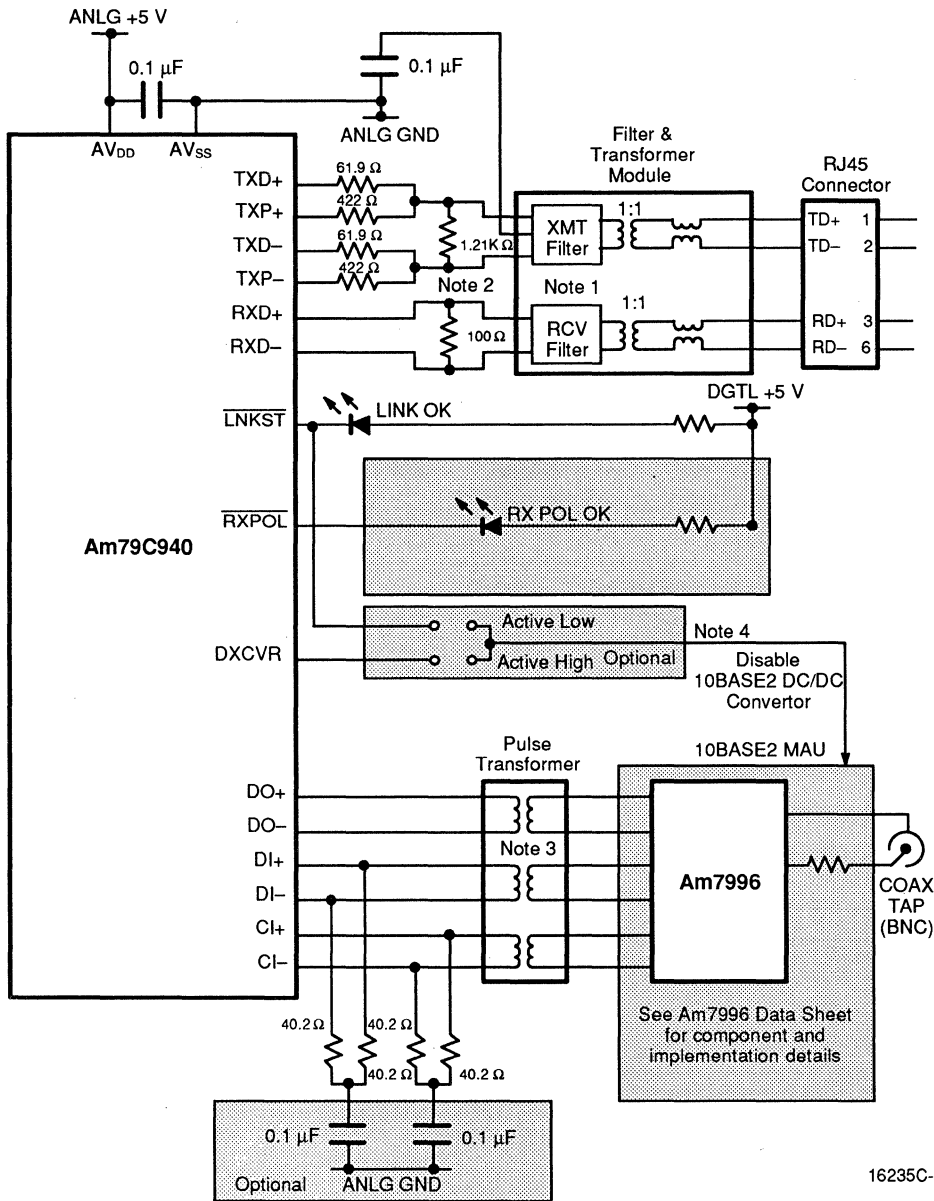 ANLG +5 V
0.1 µF
0.1 µF
ANLG GND
AVDD
AVSS
Filter &
Transformer
Module
RJ45
Connector
TXD+
61.9 Ω
TXP+
422 Ω
TXD–
61.9 Ω
TXP–
422 Ω
1.21K Ω
XMT
Filter
1:1
TD+ 1
TD– 2
Note 2
Note 1
RXD+
RXD–
100 Ω
RCV
Filter
1:1
RD+ 3
RD– 6
DGTL +5 V
LNKST
LINK OK
RXPOL
RX POL OK
Am79C940
DXCVR
Active Low
Active High
Optional
Note 4
Disable
10BASE2 DC/DC
Convertor
Pulse
Transformer
10BASE2 MAU
DO+
DO–
DI+
DI–
CI+
CI–
Note 3
Am7996
COAX
TAP
(BNC)
See Am7996 Data Sheet
for component and
implementation details
40.2 Ω
40.2 Ω
40.2 Ω
40.2 Ω
0.1 µF
0.1 µF
Optional
ANLG GND
16235C-